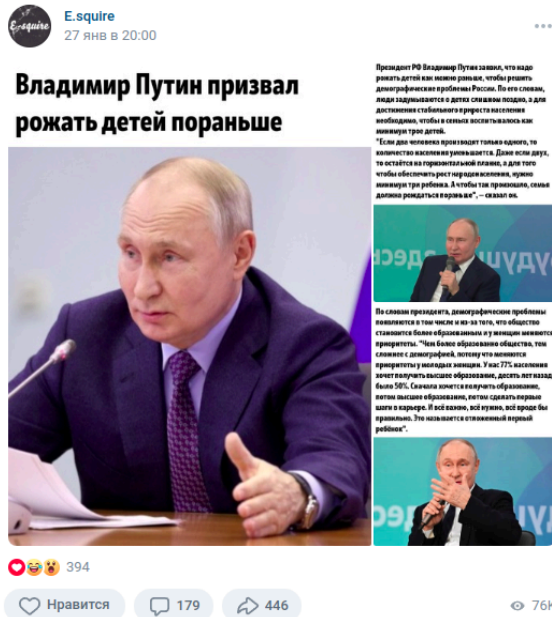 E.squire
E.squire
27 янв в 20:00
Владимир Путин призвал
рожать детей пораньше
Президент РФ Владимир Путин заявил, что надо
рожать детей как можно раньше, чтобы решить
демографические проблемы России. По его словам,
люди задумываются о детях слишком поздно, а для
достижения стабильного прироста населения
необходимо, чтобы в семьях воспитывалось как
минимум трое детей.
"Если два человека производят только одного, то
количество населения уменьшается. Даже если двух,
то остаётся на горизонтальной планке, а для того
чтобы обеспечить рост народонаселения, нужно
минимум три ребенка. А чтобы так произошло, семья
должна рождаться пораньше", – сказал он.
По словам президента, демографические проблемы
появляются в том числе и из-за того, что общество
становится более образованным и у женщин меняются
приоритеты. "Чем более образованно общество, тем
сложнее с демографией, потому что меняются
приоритеты у молодых женщин. У нас 77% населения
хочет получить высшее образование, десять лет назад
было 50%. Сначала хочется получить образование,
потом высшее образование, потом сделать первые
шаги в карьере. И всё важно, всё нужно, всё вроде бы
правильно. Это называется отложенный первый
ребёнок".
394
Нравится
179
446
76K